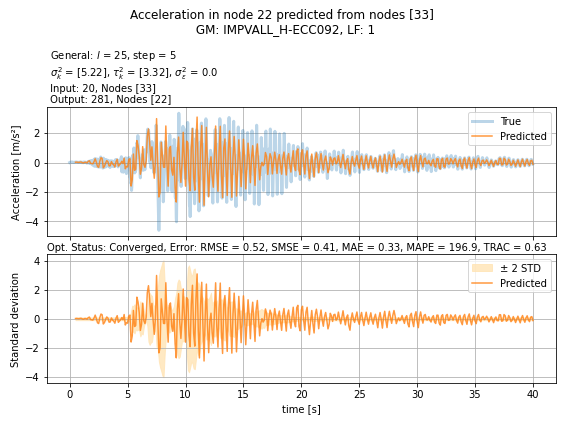 Acceleration in node 22 predicted from nodes [33]
GM: IMPVALL_H-ECC092, LF: 1
General: l = 25, step = 5
σ²ₖ = [5.22], τ²ₖ = [3.32], σ²ₑ = 0.0
Input: 20, Nodes [33]
Output: 281, Nodes [22]
Acceleration [m/s²]
2
0
−2
−4
True
Predicted
Opt. Status: Converged, Error: RMSE = 0.52, SMSE = 0.41, MAE = 0.33, MAPE = 196.9, TRAC = 0.63
Standard deviation
4
2
0
−2
−4
± 2 STD
Predicted
0 5 10 15 20 25 30 35 40
time [s]